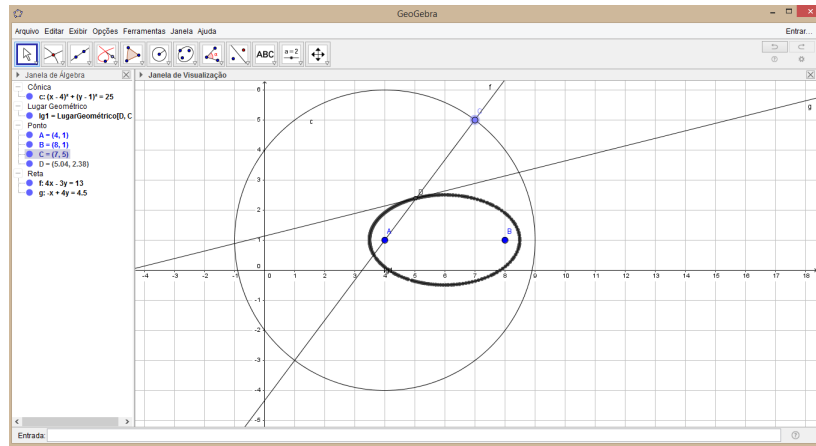 GeoGebra
Arquivo Editar Exibir Opções Ferramentas Janela Ajuda
Entrar...
ABC
a = 2
Janela de Álgebra
Janela de Visualização
Cônica
c: (x - 4)² + (y - 1)² = 25
Lugar Geométrico
lg1 = LugarGeométrico[D, C
Ponto
A = (4, 1)
B = (8, 1)
C = (7, 5)
D = (5.04, 2.38)
Reta
f: 4x - 3y = 13
g: -x + 4y = 4.5
f
6
C
g
5
c
4
3
D
2
A
B
1
0
-4 -3 -2 -1 0 1 2 3 4 5 6 7 8 9 10 11 12 13 14 15 16 17 18
-1
-2
-3
-4
-5
Entrada: